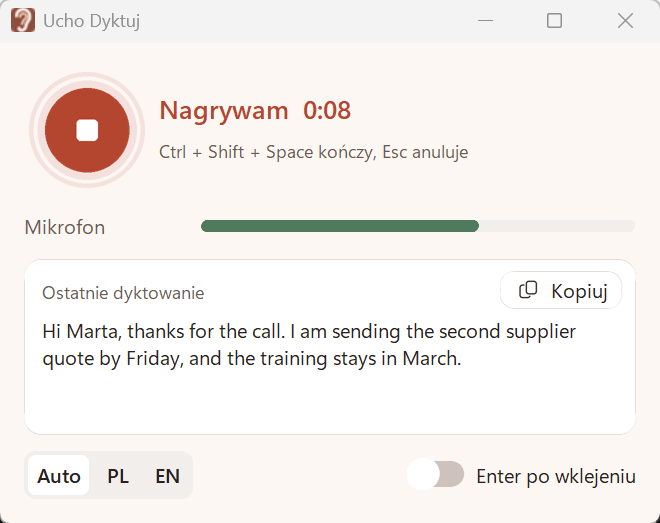 Ucho Dyktuj
Nagrywam 0:08
Ctrl + Shift + Space kończy, Esc anuluje
Mikrofon
Ostatnie dyktowanie
Kopiuj
Hi Marta, thanks for the call. I am sending the second supplier
quote by Friday, and the training stays in March.
Auto PL EN
Enter po wklejeniu